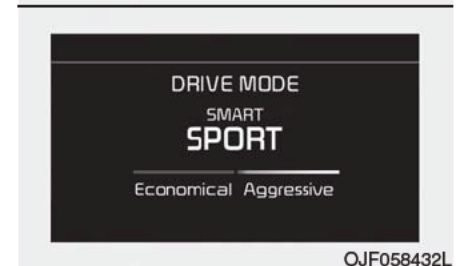 DRIVE MODE
SMART
SPORT
Economical Aggressive
OJF058432L